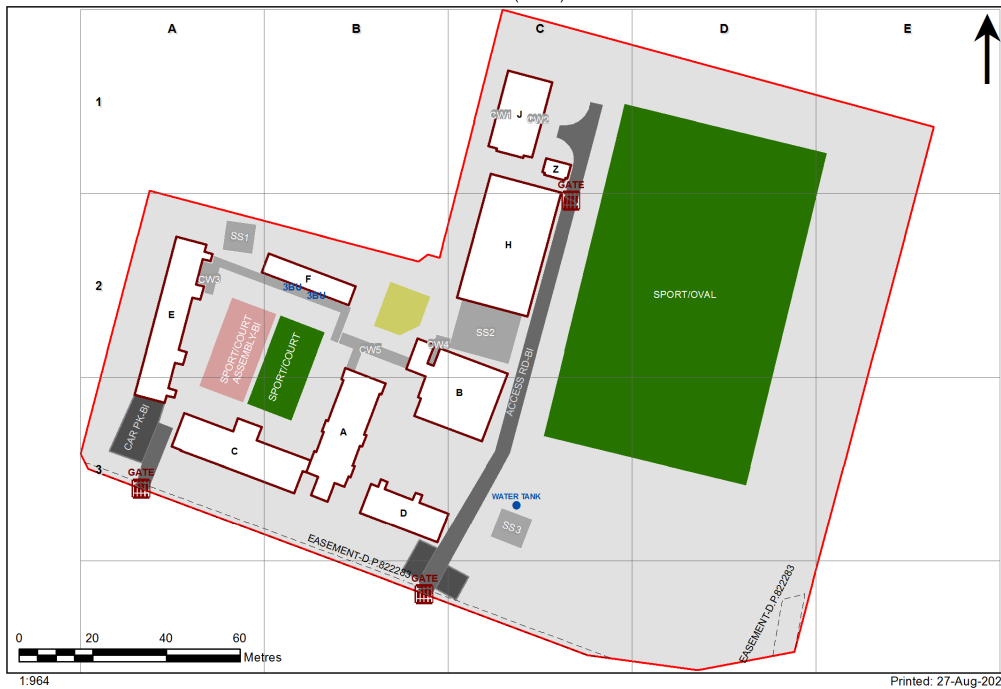 A
B
C
D
E
1
CW1
J
CW2
Z
GATE
SS1
H
2
CW3
F
3BU
3BU
SPORT/OVAL
E
SS2
SPORT/COURT
ASSEMBLY-BI
SPORT/COURT
CW5
CW4
ACCESS RD-BI
B
CAR PK-BI
A
C
3
GATE
WATER TANK
D
SS3
EASEMENT-D.P.822283
GATE
EASEMENT-D.P.822283
0 20 40 60
Metres
1:964
Printed: 27-Aug-202